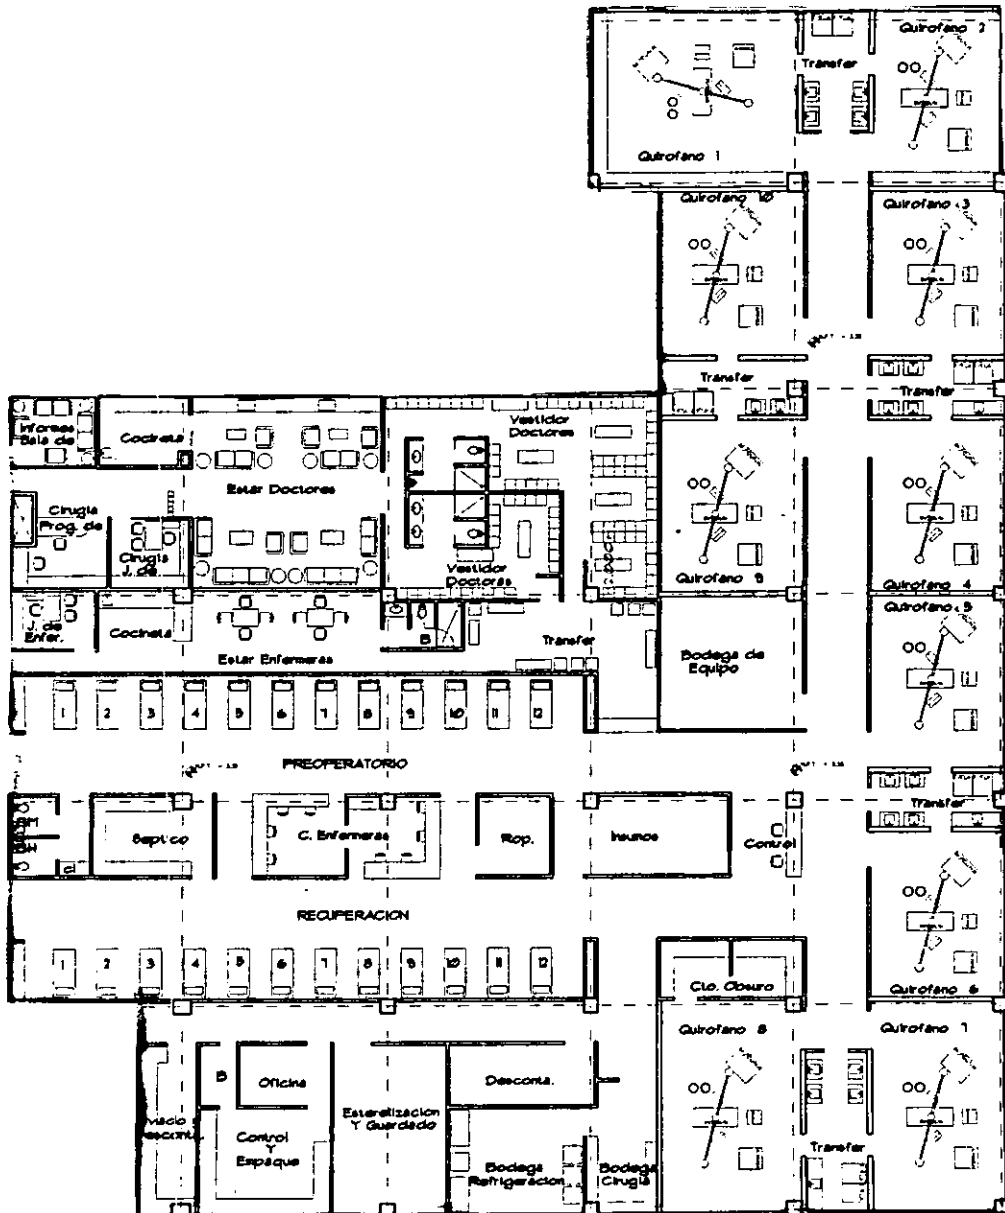 Quirofano 2
Transfer
Quirofano 1
Quirofano 10
Quirofano 3
Transfer
Transfer
Informes
Sala de
Cocineta
Vestidor
Doctores
Estar Doctores
Cirugia
Prog. de
Cirugia
J. de
Vestidor
Doctoras
Quirofano 9
Quirofano 4
Quirofano 5
J. de
Enfer.
Cocineta
Estar Enfermeras
B
Transfer
Bodega de
Equipo
1 2 3 4 5 6 7 8 9 10 11 12
PREOPERATORIO
BM
BH
Septico
C. Enfermeras
Rop.
Insumos
Control
Transfer
RECUPERACION
1 2 3 4 5 6 7 8 9 10 11 12
Cto. Obsuro
Quirofano 6
Quirofano 8
Quirofano 7
B
Oficina
Desconta.
Esterelizacion
Y Guardado
Control
Y
Empaque
Bodega
Refrigeracion
Bodega
Cirugia
Transfer